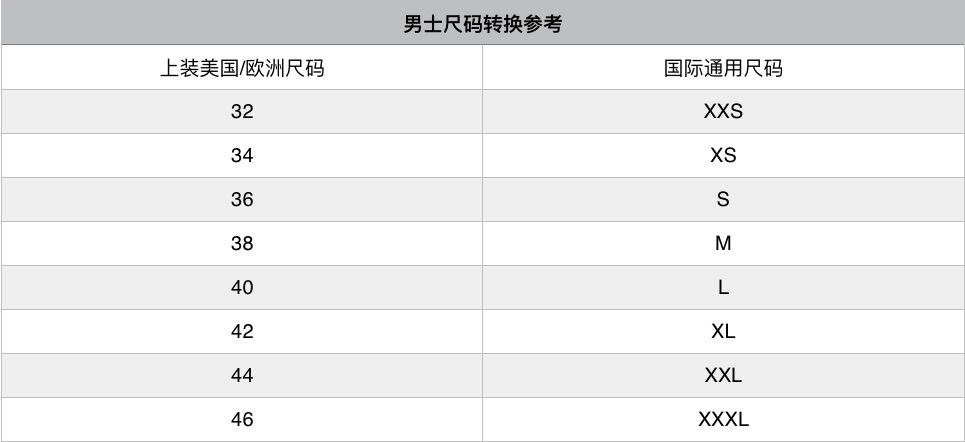 男士尺码转换参考
上装美国/欧洲尺码 国际通用尺码
32 XXS
34 XS
36 S
38 M
40 L
42 XL
44 XXL
46 XXXL